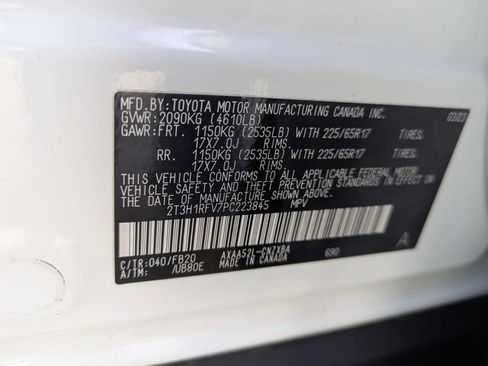 MFD.BY:TOYOTA MOTOR MANUFACTURING CANADA INC. 03/23
GVWR:2090KG (4610LB)
GAWR:FRT. 1150KG (2535LB) WITH 225/65R17 TIRES,
17X7.0J RIMS.
RR. 1150KG (2535LB) WITH 225/65R17 TIRES,
17X7.0J RIMS.
THIS VEHICLE CONFORMS TO ALL APPLICABLE FEDERAL MOTOR
VEHICLE SAFETY AND THEFT PREVENTION STANDARDS IN EFFECT
ON THE DATE OF MANUFACTURE SHOWN ABOVE.
2T3H1RFV7PC223845 MPV
C/TR:040/FB20 AXAA52L-CNZXBA 690 A
A/TM: /UB80E MADE IN CANADA